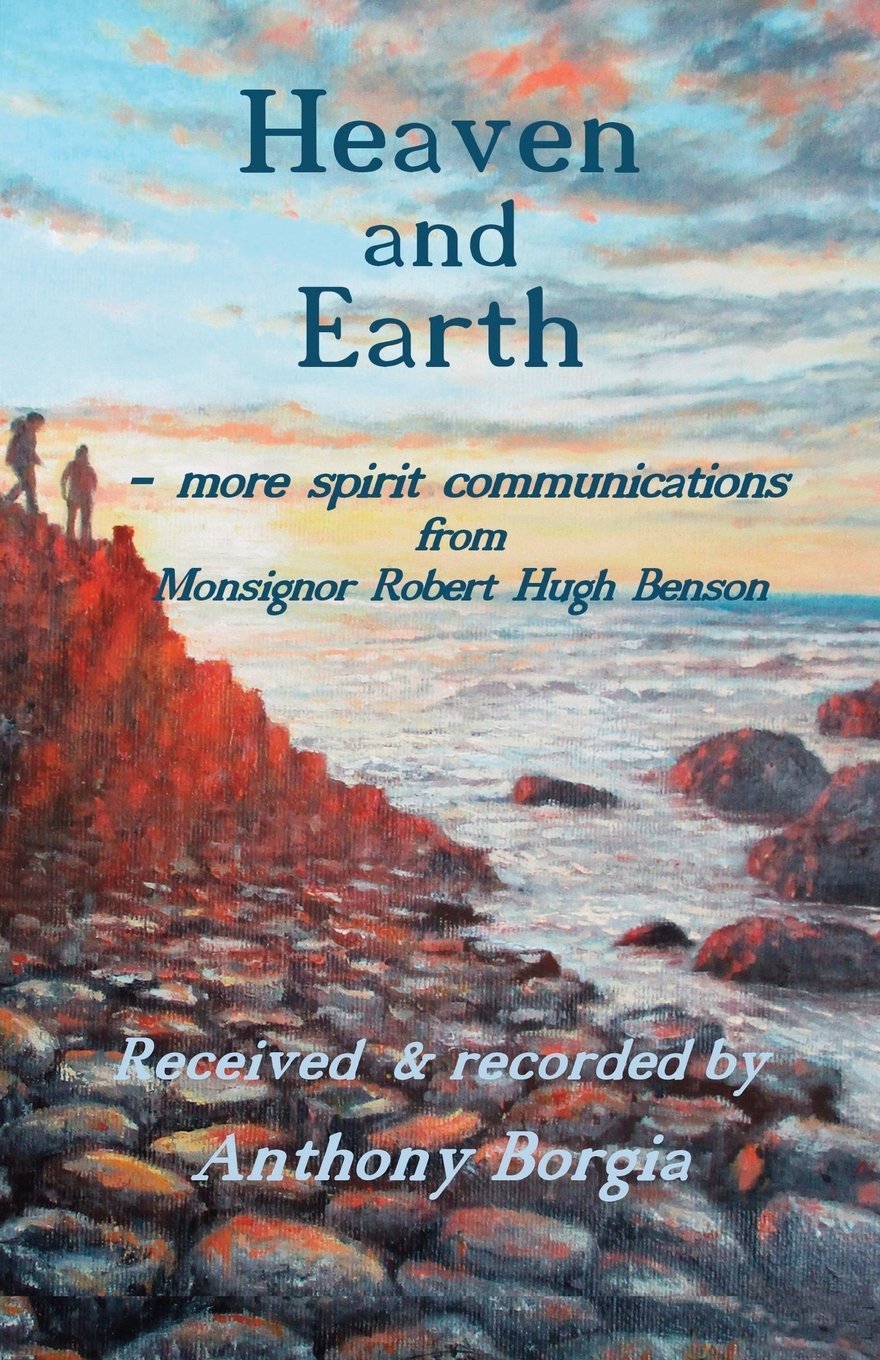 Heaven
and
Earth
- more spirit communications
from
Monsignor Robert Hugh Benson
Received & recorded by
Anthony Borgia